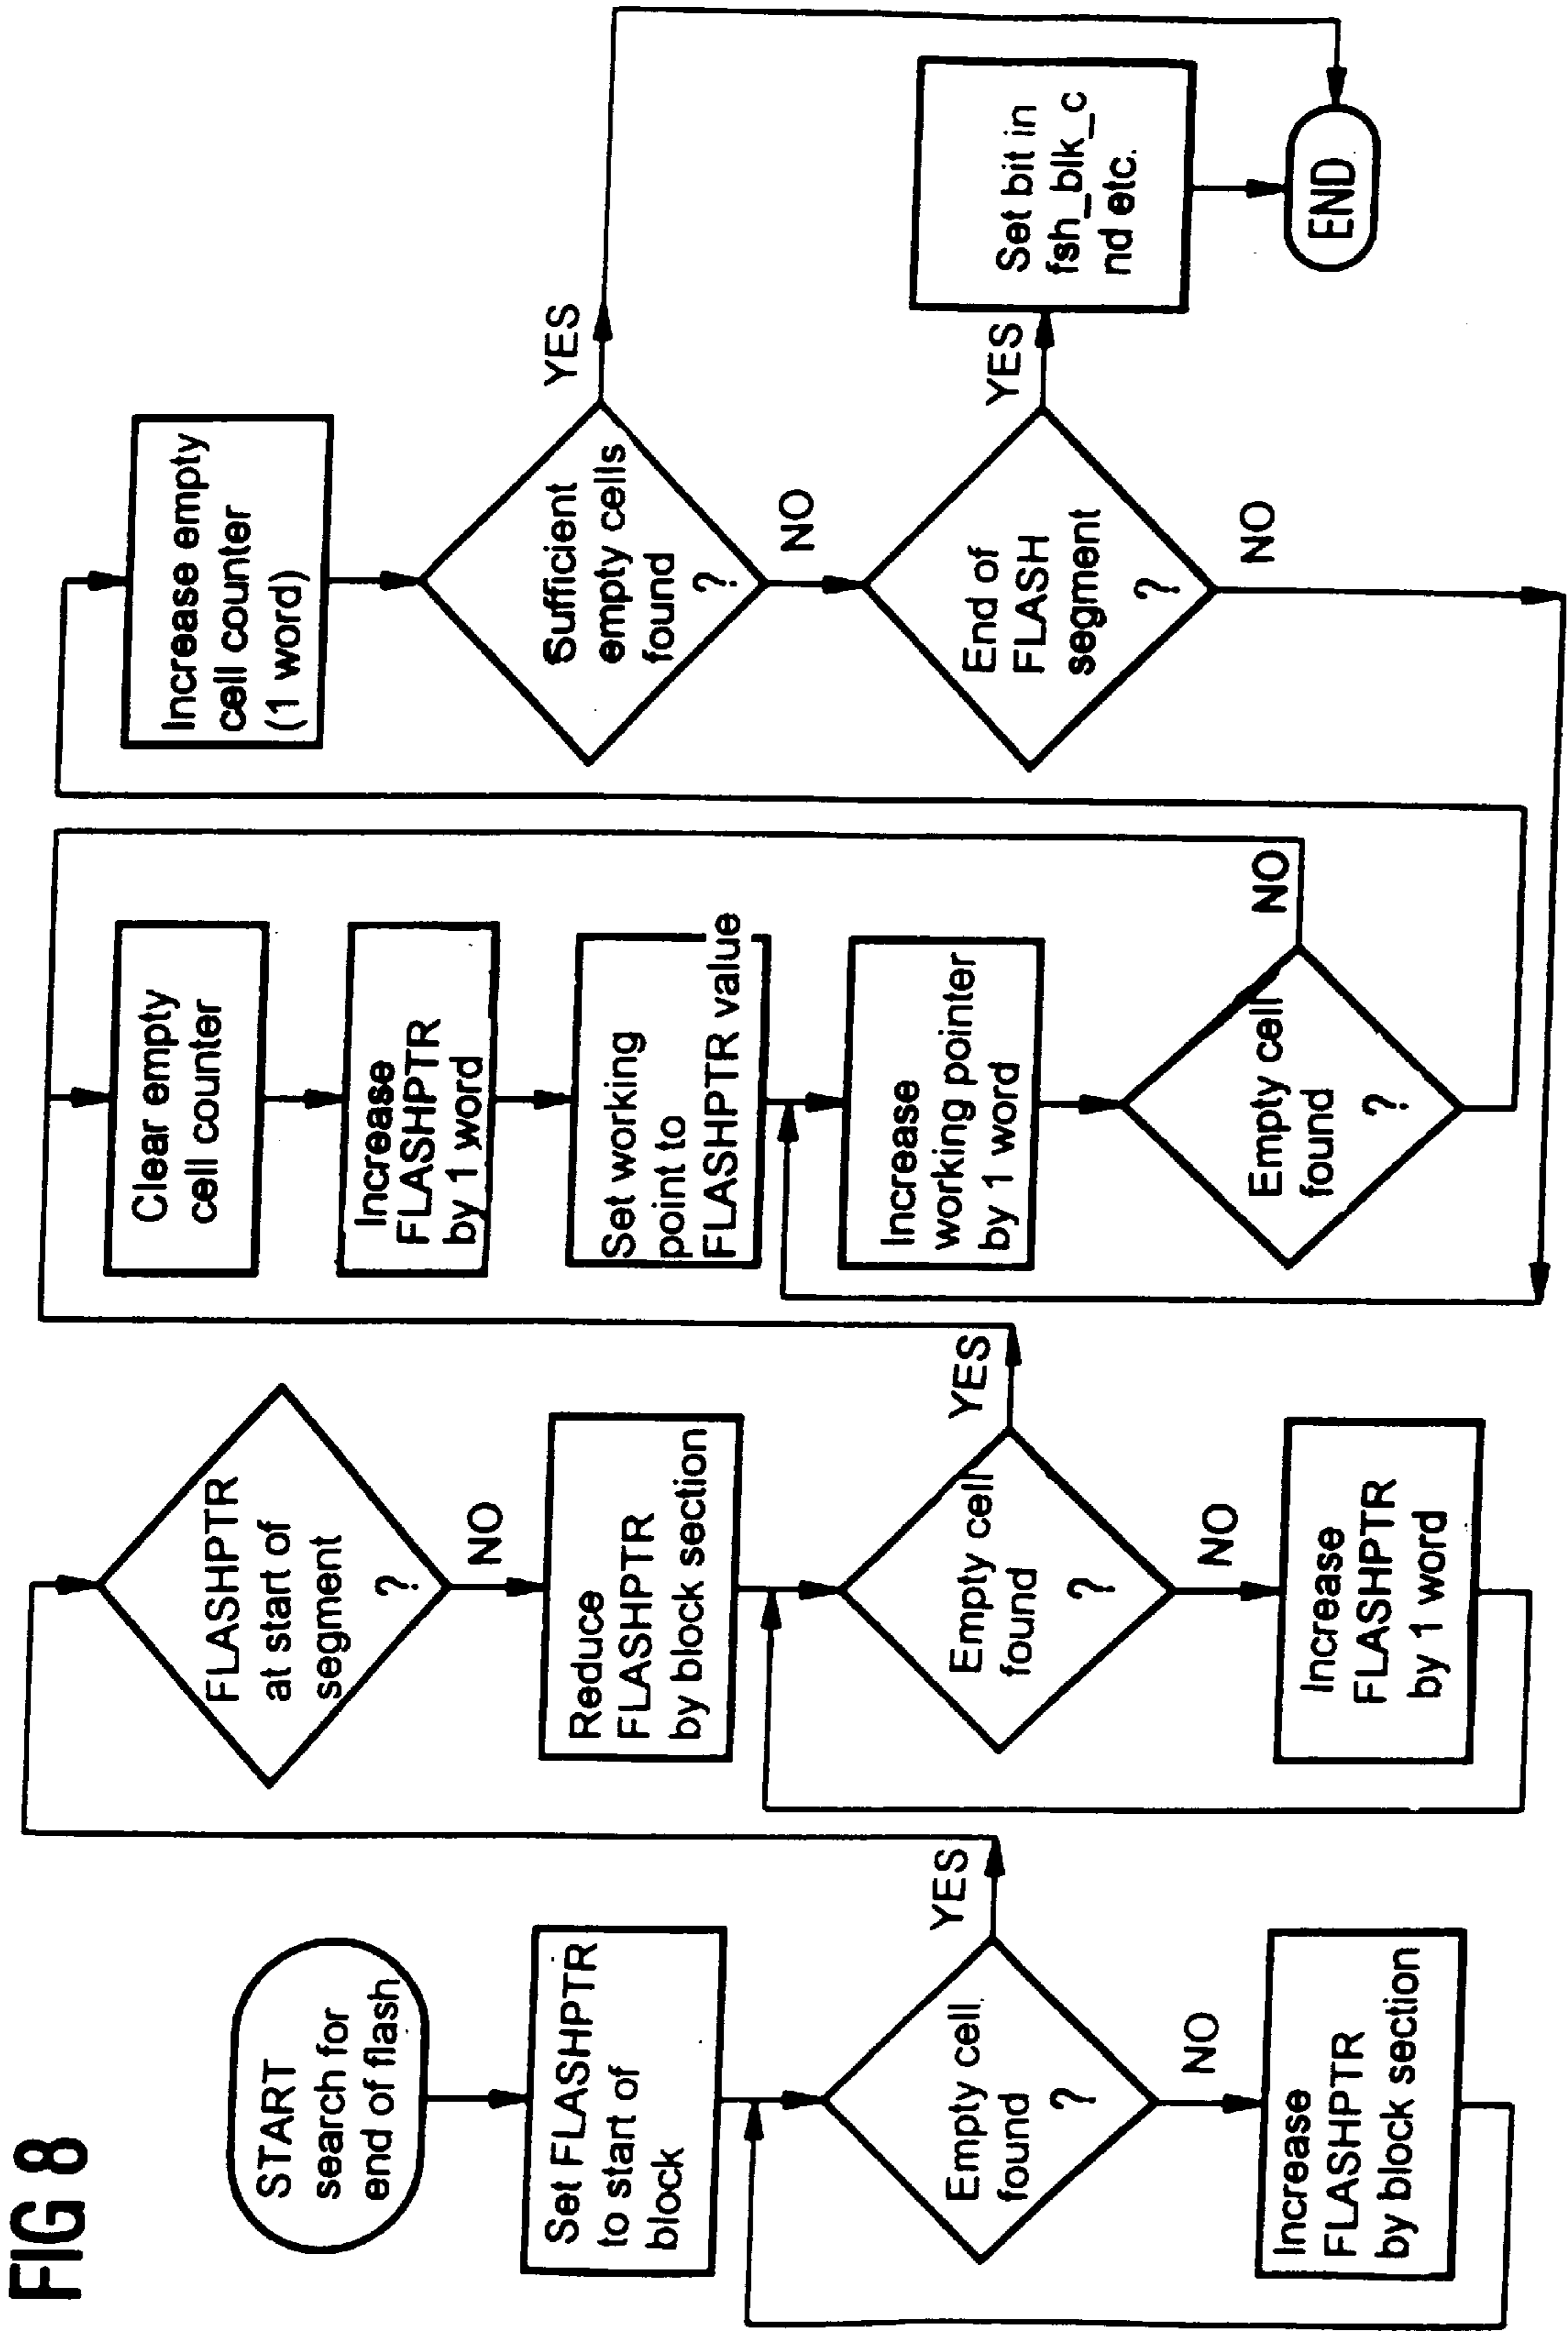 FIG 8
START
search for
end of flash
Set FLASHPTR
to start of
block
Empty cell
found
?
YES
NO
Increase
FLASHPTR
by block section
FLASHPTR
at start of
segment
?
NO
Reduce
FLASHPTR
by block section
Empty cell
found
?
YES
NO
Increase
FLASHPTR
by 1 word
Clear empty
cell counter
Increase
FLASHPTR
by 1 word
Set working
point to
FLASHPTR value
Increase
working pointer
by 1 word
Empty cell
found
?
NO
Increase empty
cell counter
(1 word)
Sufficient
empty cells
found
?
YES
NO
End of
FLASH
segment
?
YES
NO
Set bit in
fsh_blk_c
nd etc.
END